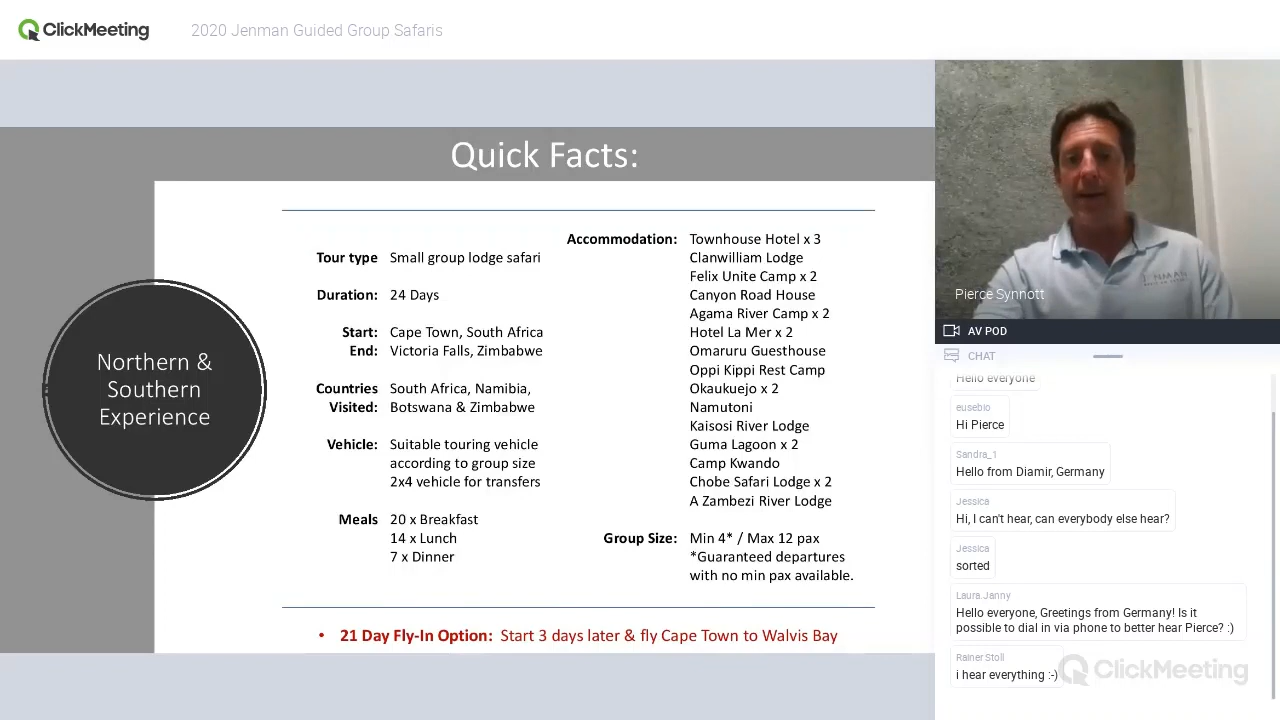 ClickMeeting
2020 Jenman Guided Group Safaris
Quick Facts:
Northern &
Southern
Experience
Tour type Small group lodge safari
Duration: 24 Days
Start: Cape Town, South Africa
End: Victoria Falls, Zimbabwe
Countries South Africa, Namibia,
Visited: Botswana & Zimbabwe
Vehicle: Suitable touring vehicle
according to group size
2x4 vehicle for transfers
Meals 20 x Breakfast
14 x Lunch
7 x Dinner
Accommodation: Townhouse Hotel x 3
Clanwilliam Lodge
Felix Unite Camp x 2
Canyon Road House
Agama River Camp x 2
Hotel La Mer x 2
Omaruru Guesthouse
Oppi Kippi Rest Camp
Okaukuejo x 2
Namutoni
Kaisosi River Lodge
Guma Lagoon x 2
Camp Kwando
Chobe Safari Lodge x 2
A Zambezi River Lodge
Group Size: Min 4* / Max 12 pax
*Guaranteed departures
with no min pax available.
• 21 Day Fly-In Option: Start 3 days later & fly Cape Town to Walvis Bay
JENMAN
Pierce Synnott
AV POD
CHAT
Hello everyone
eusebio
Hi Pierce
Sandra_1
Hello from Diamir, Germany
Jessica
Hi, I can't hear, can everybody else hear?
Jessica
sorted
Laura.Janny
Hello everyone, Greetings from Germany! Is it
possible to dial in via phone to better hear Pierce? :)
Rainer Stoll
i hear everything :-)
ClickMeeting